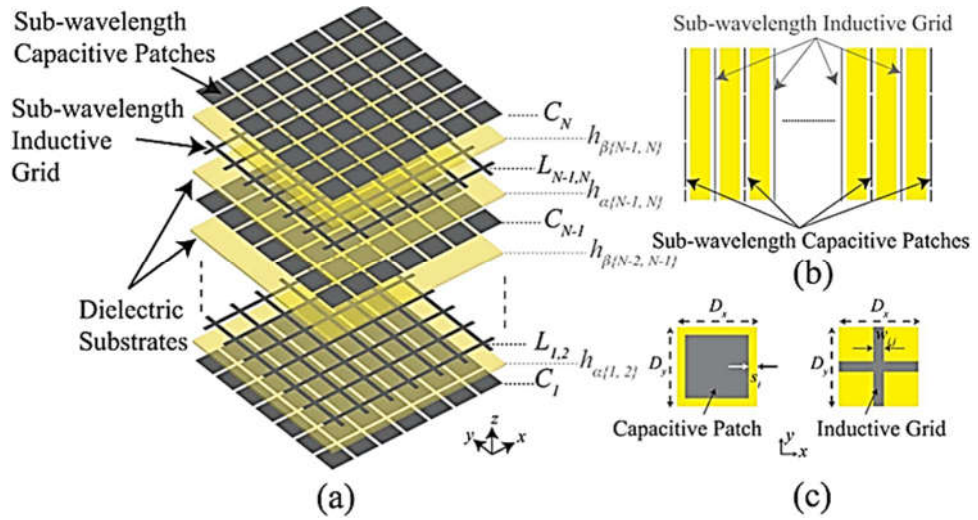 Sub-wavelength
Capacitive Patches
Sub-wavelength
Inductive
Grid
Dielectric
Substrates
C_N
h_β{N-1, N}
L_N-1,N
h_α{N-1, N}
C_N-1
h_β{N-2, N-1}
L_1,2
h_α{1, 2}
C_1
z
y
x
(a)
Sub-wavelength Inductive Grid
Sub-wavelength Capacitive Patches
(b)
D_x
D_x
D_y
D_y
s_i
Capacitive Patch
Inductive Grid
y
x
(c)